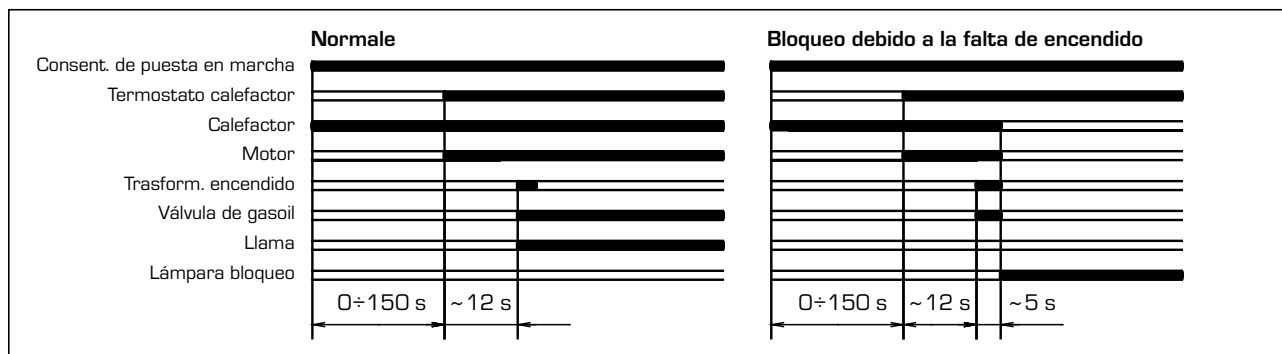 Normale
Bloqueo debido a la falta de encendido
Consent. de puesta en marcha
Termostato calefactor
Calefactor
Motor
Trasform. encendido
Válvula de gasoil
Llama
Lámpara bloqueo
0÷150 s
~12 s
0÷150 s
~12 s
~5 s